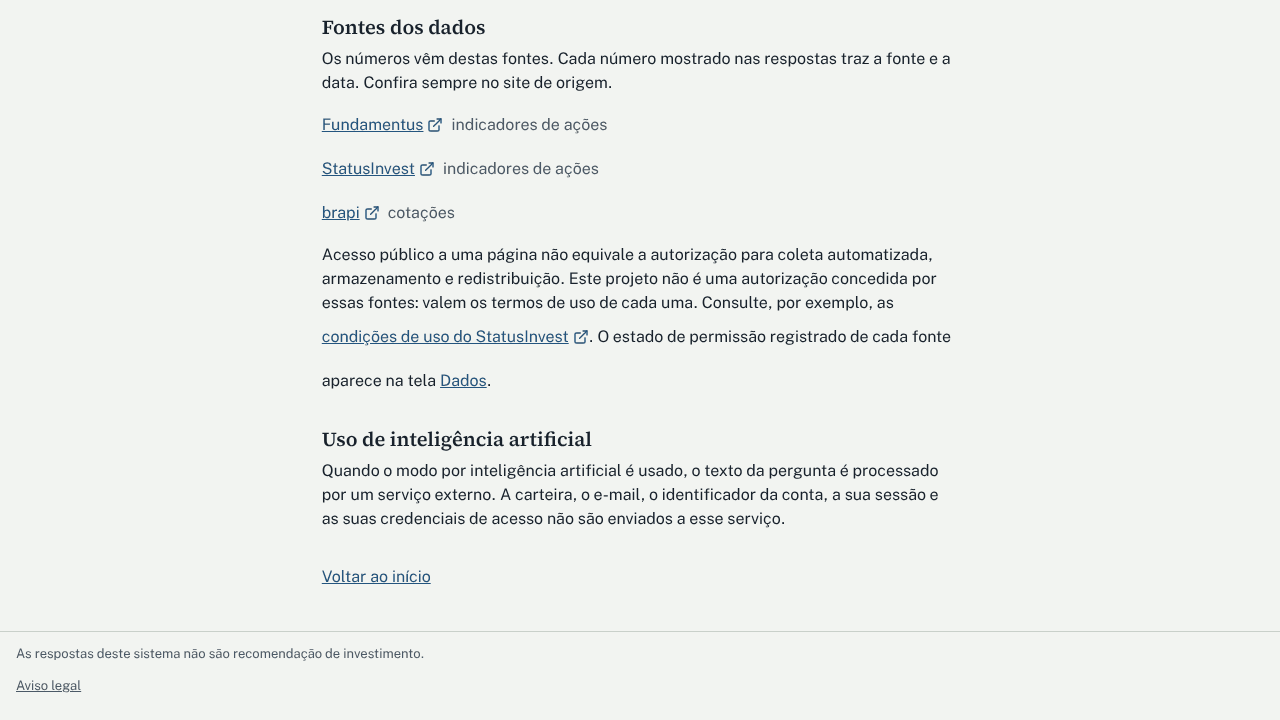 Fontes dos dados
Os números vêm destas fontes. Cada número mostrado nas respostas traz a fonte e a
data. Confira sempre no site de origem.
Fundamentus indicadores de ações
StatusInvest indicadores de ações
brapi cotações
Acesso público a uma página não equivale a autorização para coleta automatizada,
armazenamento e redistribuição. Este projeto não é uma autorização concedida por
essas fontes: valem os termos de uso de cada uma. Consulte, por exemplo, as
condições de uso do StatusInvest. O estado de permissão registrado de cada fonte
aparece na tela Dados.
Uso de inteligência artificial
Quando o modo por inteligência artificial é usado, o texto da pergunta é processado
por um serviço externo. A carteira, o e-mail, o identificador da conta, a sua sessão e
as suas credenciais de acesso não são enviados a esse serviço.
Voltar ao início
As respostas deste sistema não são recomendação de investimento.
Aviso legal